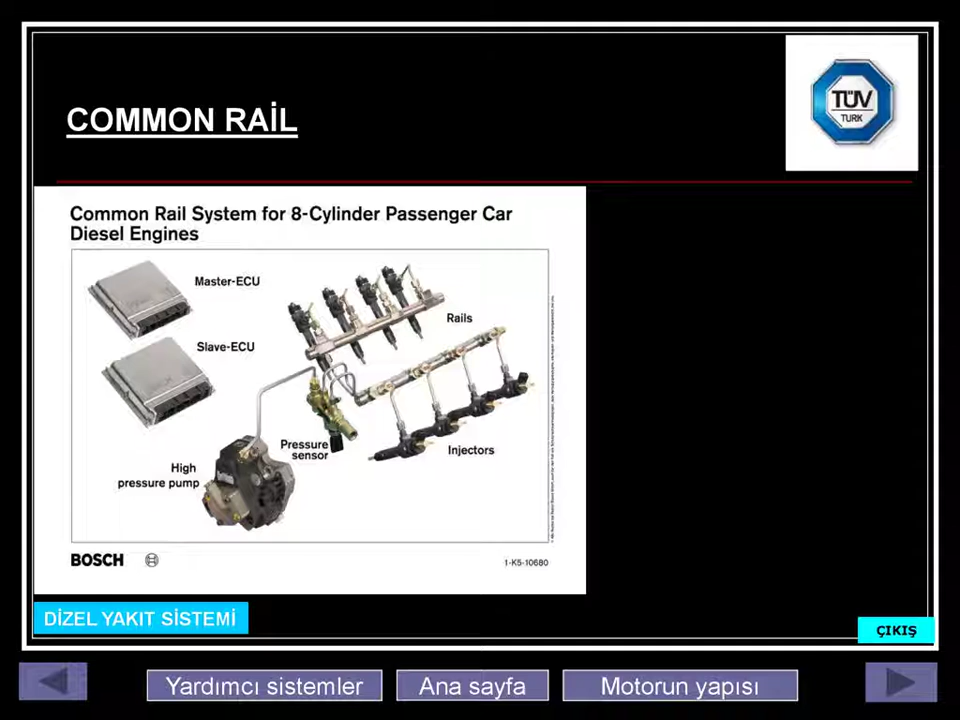 TÜV
TURK
COMMON RAİL
Common Rail System for 8-Cylinder Passenger Car
Diesel Engines
Master-ECU
Rails
Slave-ECU
Pressure
sensor
Injectors
High
pressure pump
BOSCH
1-K5-10680
DİZEL YAKIT SİSTEMİ
ÇIKIŞ
Yardımcı sistemler
Ana sayfa
Motorun yapısı